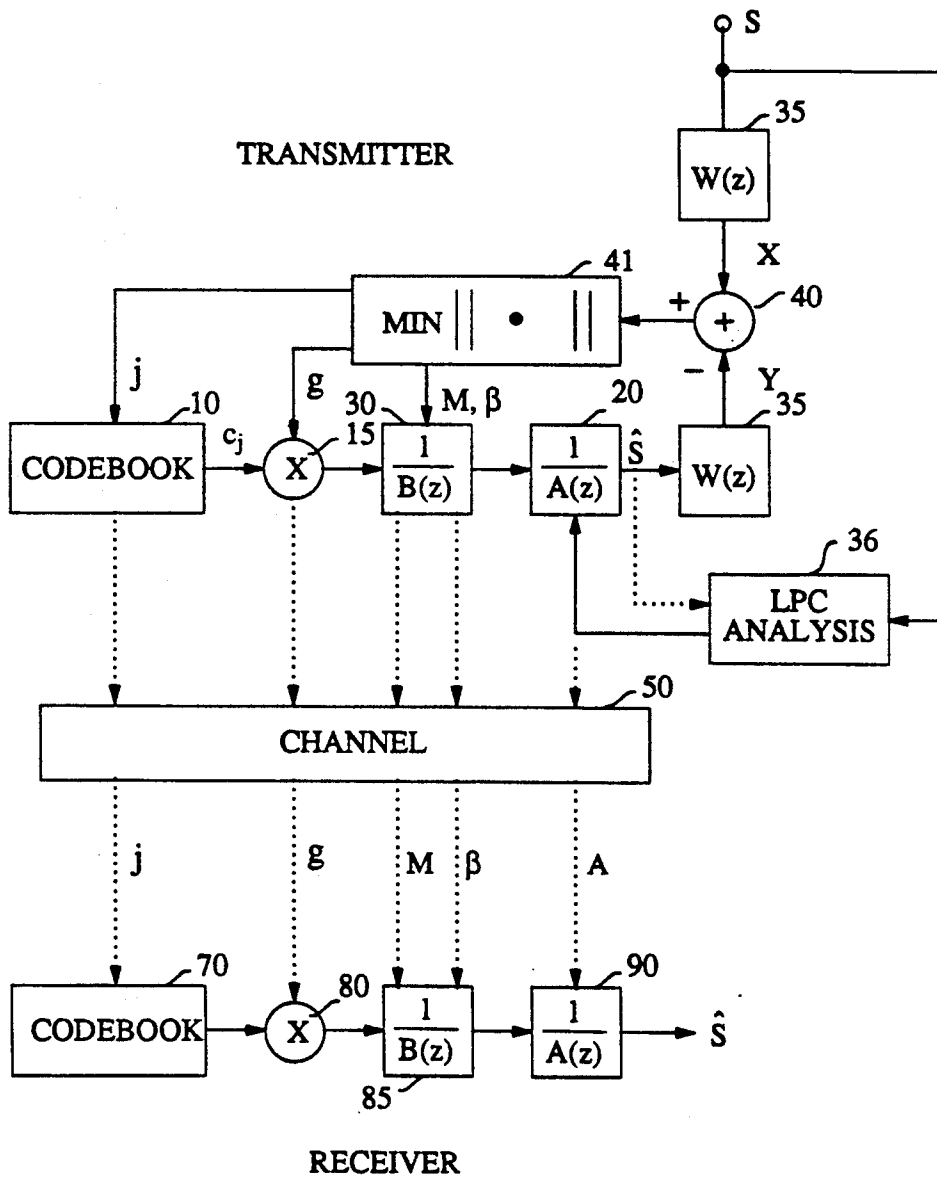 S
35
TRANSMITTER
W(z)
X
41
40
MIN || • ||
+
+
j
g
M, β
−
Y
10
30
20
35
CODEBOOK
c_j
15
X
1
B(z)
1
A(z)
Ŝ
W(z)
36
LPC
ANALYSIS
50
CHANNEL
j
g
M
β
A
70
80
90
CODEBOOK
X
1
B(z)
1
A(z)
Ŝ
85
RECEIVER